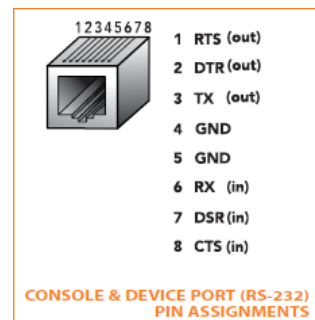 12345678
1 RTS (out)
2 DTR (out)
3 TX (out)
4 GND
5 GND
6 RX (in)
7 DSR (in)
8 CTS (in)
CONSOLE & DEVICE PORT (RS-232)
PIN ASSIGNMENTS